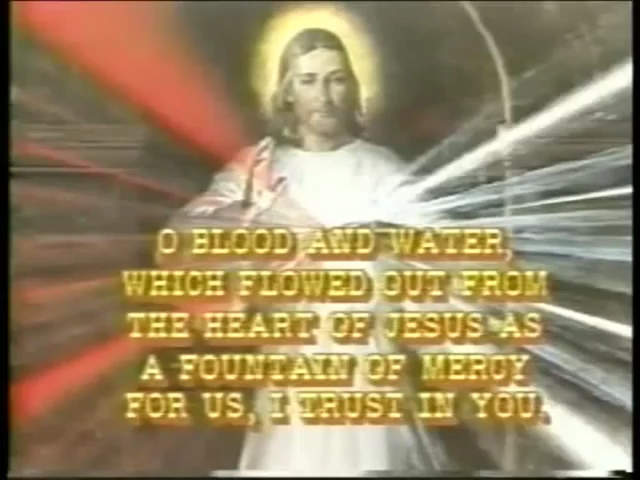 O BLOOD AND WATER,
WHICH FLOWED OUT FROM
THE HEART OF JESUS AS
A FOUNTAIN OF MERCY
FOR US, I TRUST IN YOU.